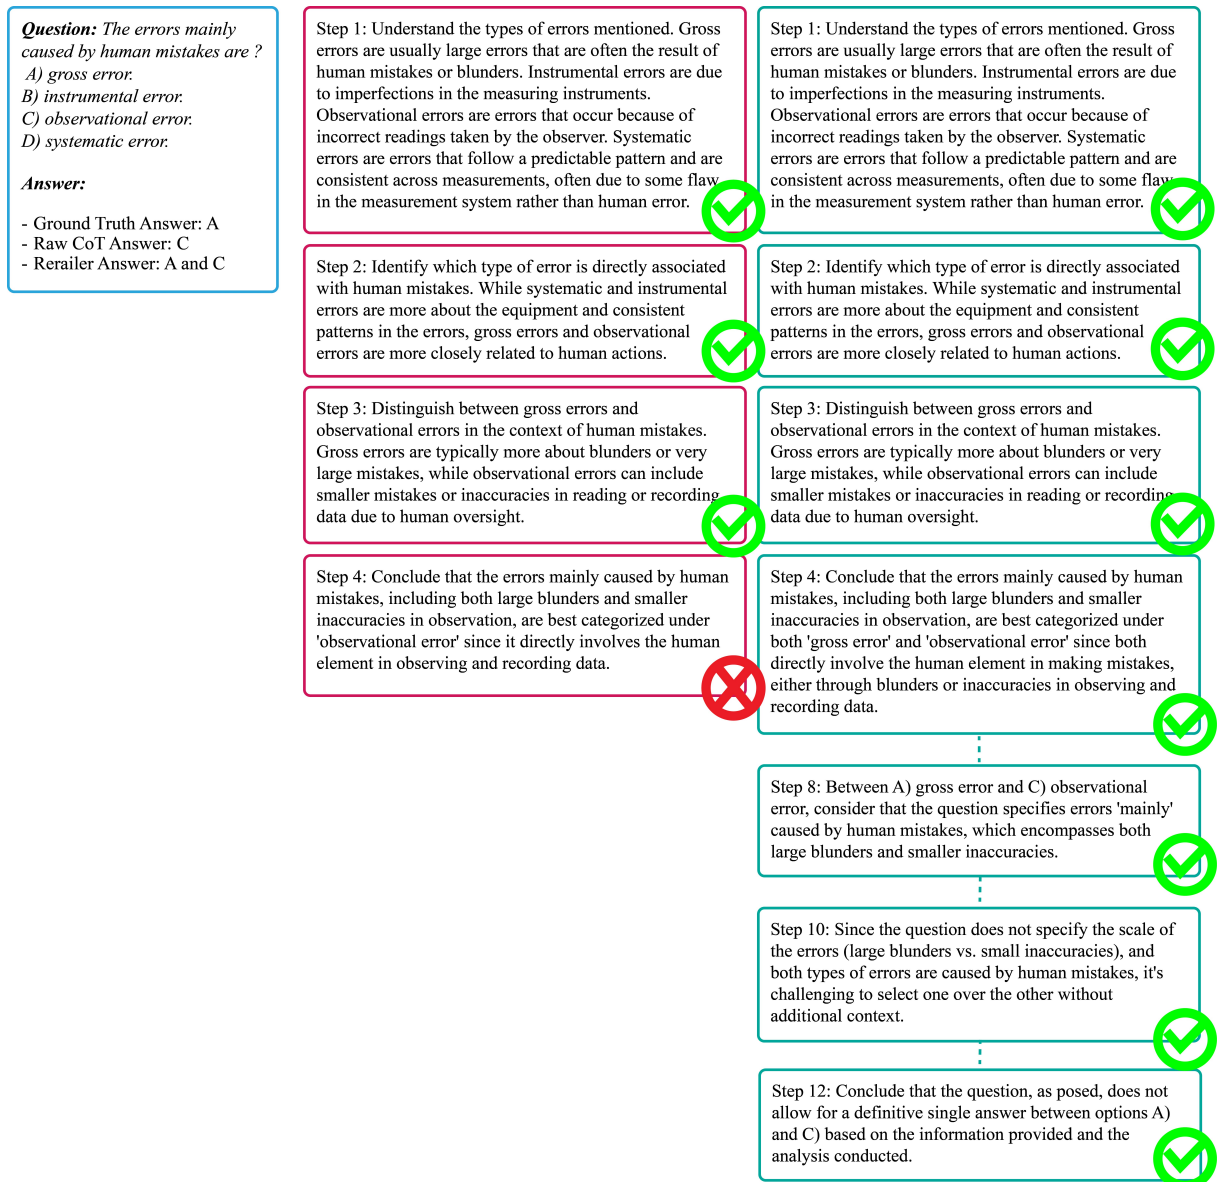 Question: The errors mainly
caused by human mistakes are ?
A) gross error.
B) instrumental error.
C) observational error.
D) systematic error.
Answer:
- Ground Truth Answer: A
- Raw CoT Answer: C
- Rerailer Answer: A and C
Step 1: Understand the types of errors mentioned. Gross
errors are usually large errors that are often the result of
human mistakes or blunders. Instrumental errors are due
to imperfections in the measuring instruments.
Observational errors are errors that occur because of
incorrect readings taken by the observer. Systematic
errors are errors that follow a predictable pattern and are
consistent across measurements, often due to some flaw
in the measurement system rather than human error.
Step 2: Identify which type of error is directly associated
with human mistakes. While systematic and instrumental
errors are more about the equipment and consistent
patterns in the errors, gross errors and observational
errors are more closely related to human actions.
Step 3: Distinguish between gross errors and
observational errors in the context of human mistakes.
Gross errors are typically more about blunders or very
large mistakes, while observational errors can include
smaller mistakes or inaccuracies in reading or recording
data due to human oversight.
Step 4: Conclude that the errors mainly caused by human
mistakes, including both large blunders and smaller
inaccuracies in observation, are best categorized under
'observational error' since it directly involves the human
element in observing and recording data.
Step 1: Understand the types of errors mentioned. Gross
errors are usually large errors that are often the result of
human mistakes or blunders. Instrumental errors are due
to imperfections in the measuring instruments.
Observational errors are errors that occur because of
incorrect readings taken by the observer. Systematic
errors are errors that follow a predictable pattern and are
consistent across measurements, often due to some flaw
in the measurement system rather than human error.
Step 2: Identify which type of error is directly associated
with human mistakes. While systematic and instrumental
errors are more about the equipment and consistent
patterns in the errors, gross errors and observational
errors are more closely related to human actions.
Step 3: Distinguish between gross errors and
observational errors in the context of human mistakes.
Gross errors are typically more about blunders or very
large mistakes, while observational errors can include
smaller mistakes or inaccuracies in reading or recording
data due to human oversight.
Step 4: Conclude that the errors mainly caused by human
mistakes, including both large blunders and smaller
inaccuracies in observation, are best categorized under
both 'gross error' and 'observational error' since both
directly involve the human element in making mistakes,
either through blunders or inaccuracies in observing and
recording data.
Step 8: Between A) gross error and C) observational
error, consider that the question specifies errors 'mainly'
caused by human mistakes, which encompasses both
large blunders and smaller inaccuracies.
Step 10: Since the question does not specify the scale of
the errors (large blunders vs. small inaccuracies), and
both types of errors are caused by human mistakes, it's
challenging to select one over the other without
additional context.
Step 12: Conclude that the question, as posed, does not
allow for a definitive single answer between options A)
and C) based on the information provided and the
analysis conducted.